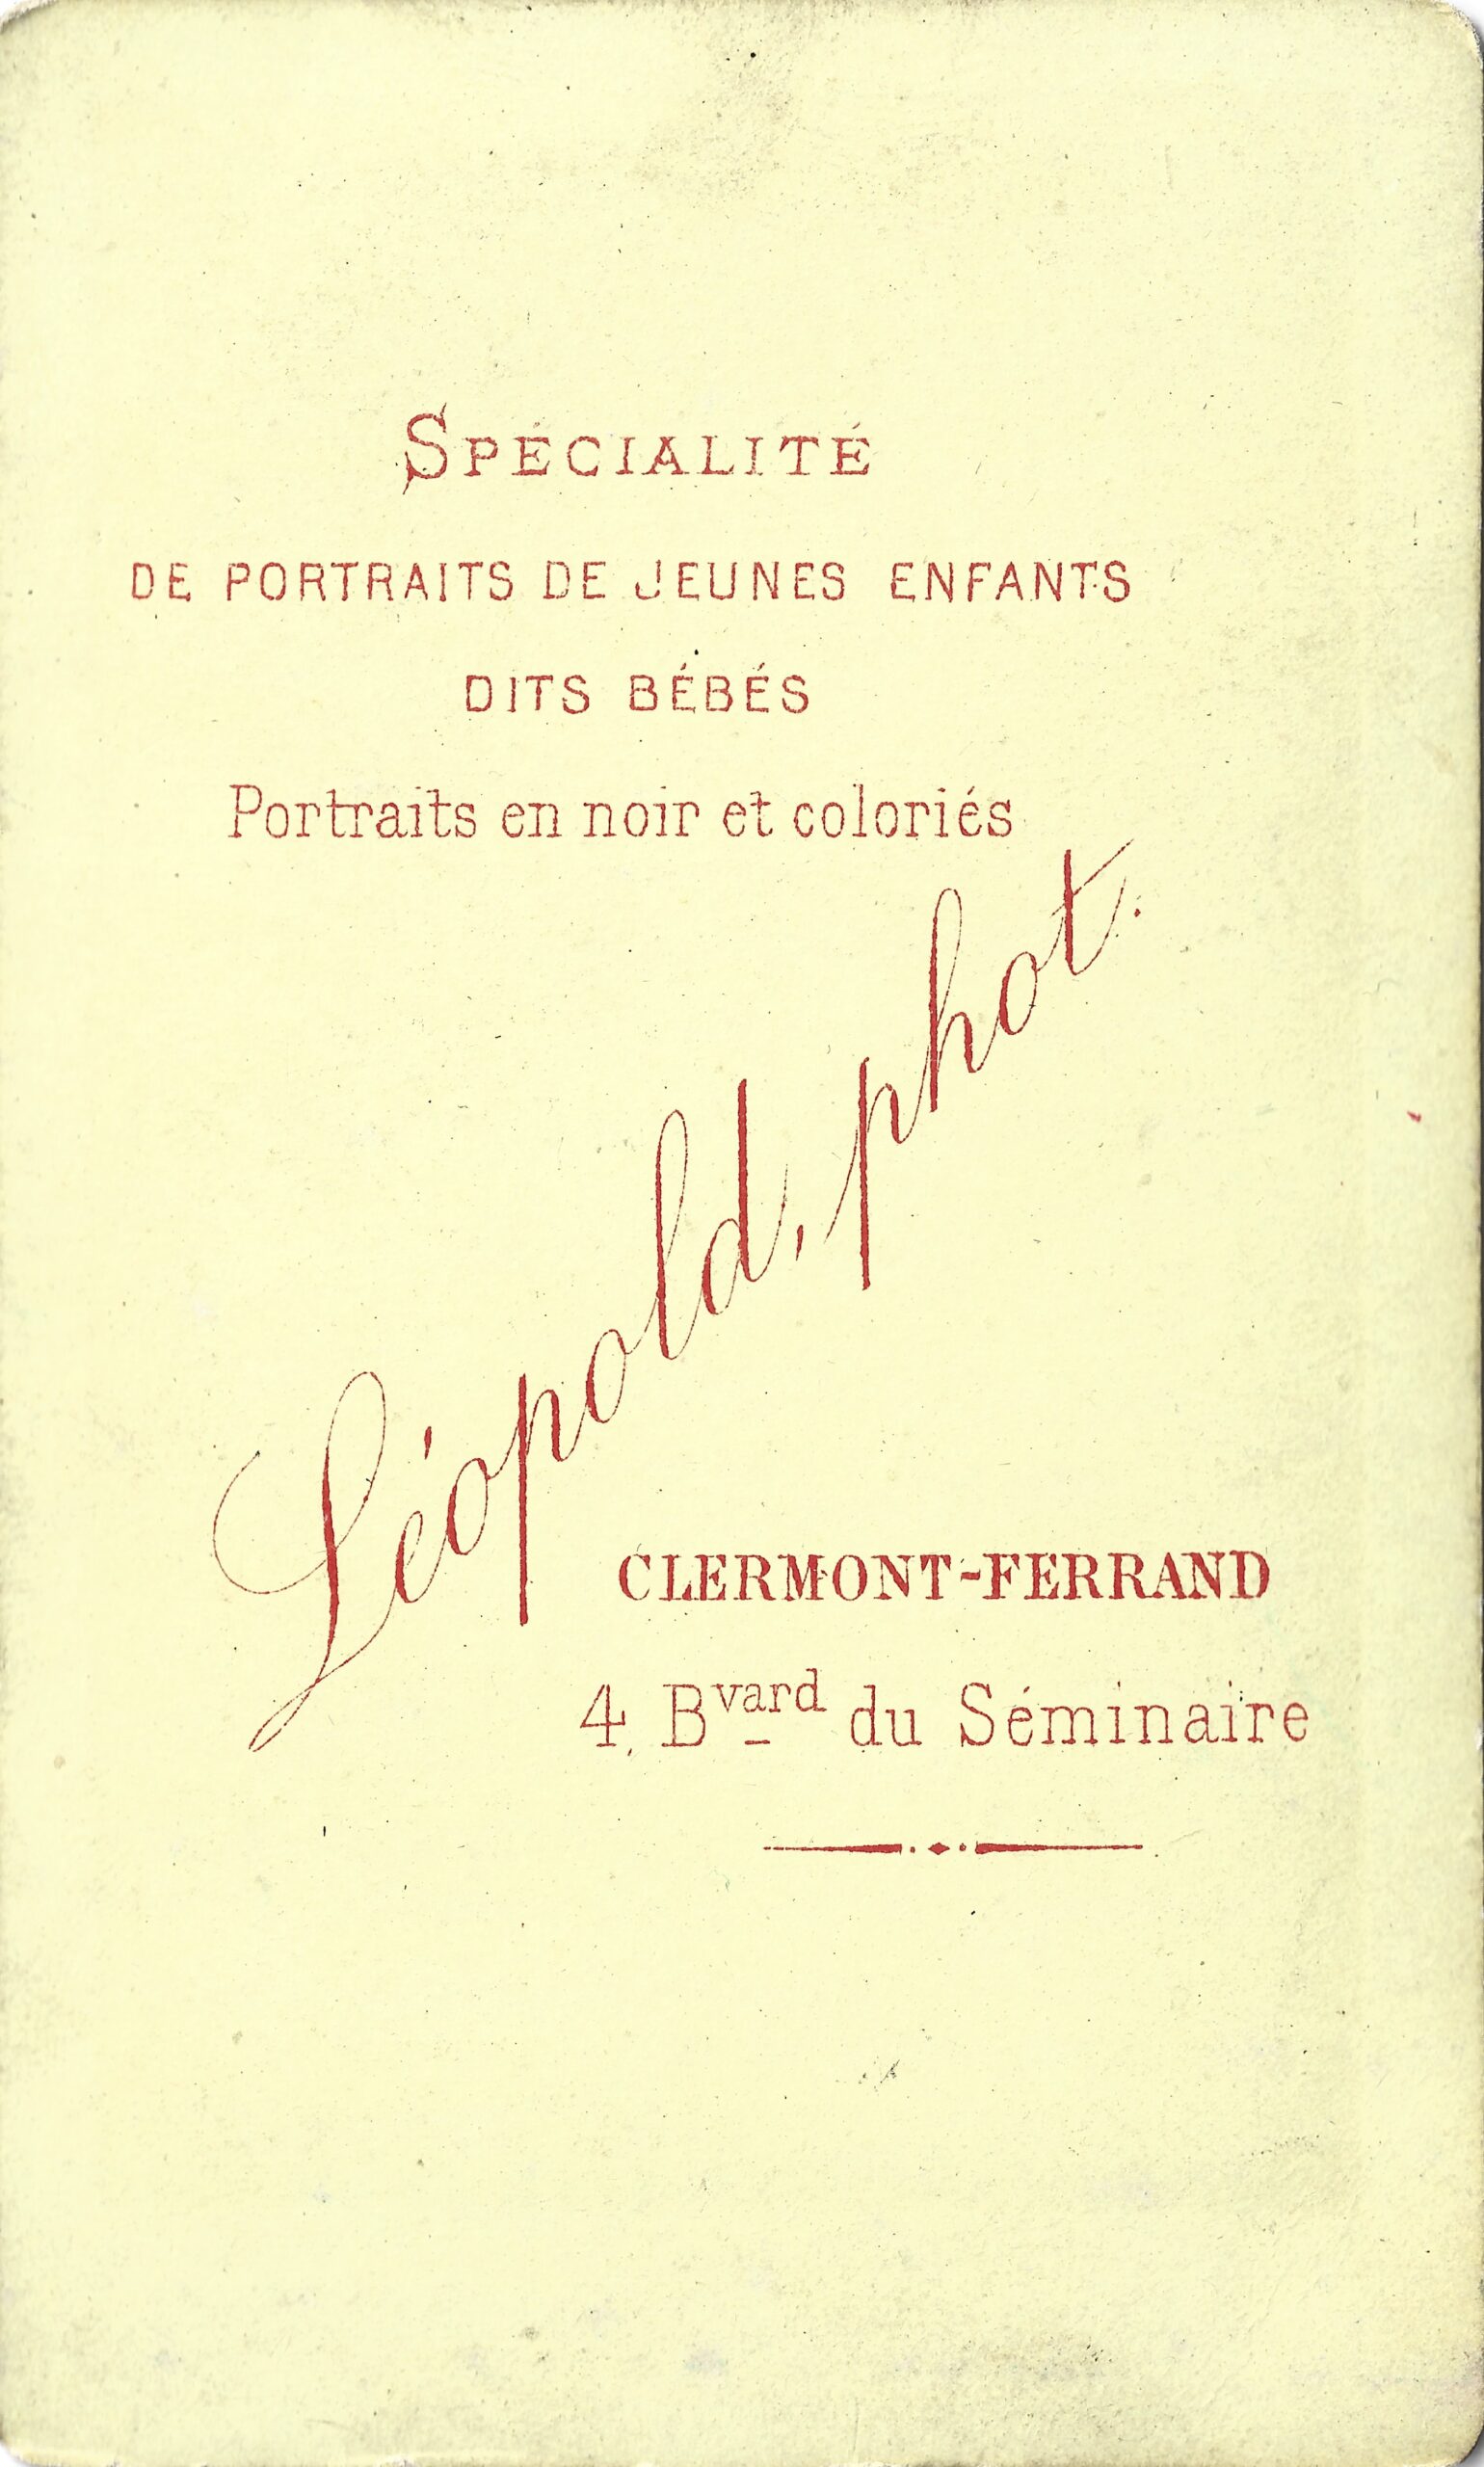 SPÉCIALITÉ
DE PORTRAITS DE JEUNES ENFANTS
DITS BÉBÉS
Portraits en noir et coloriés
Léopold, phot.
CLERMONT-FERRAND
4, Bvard du Séminaire